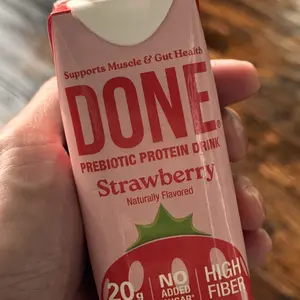 Supports Muscle & Gut Health
DONE®
PREBIOTIC PROTEIN DRINK
Strawberry
Naturally Flavored
20g
NO
ADDED
SUGAR*
HIGH
FIBER